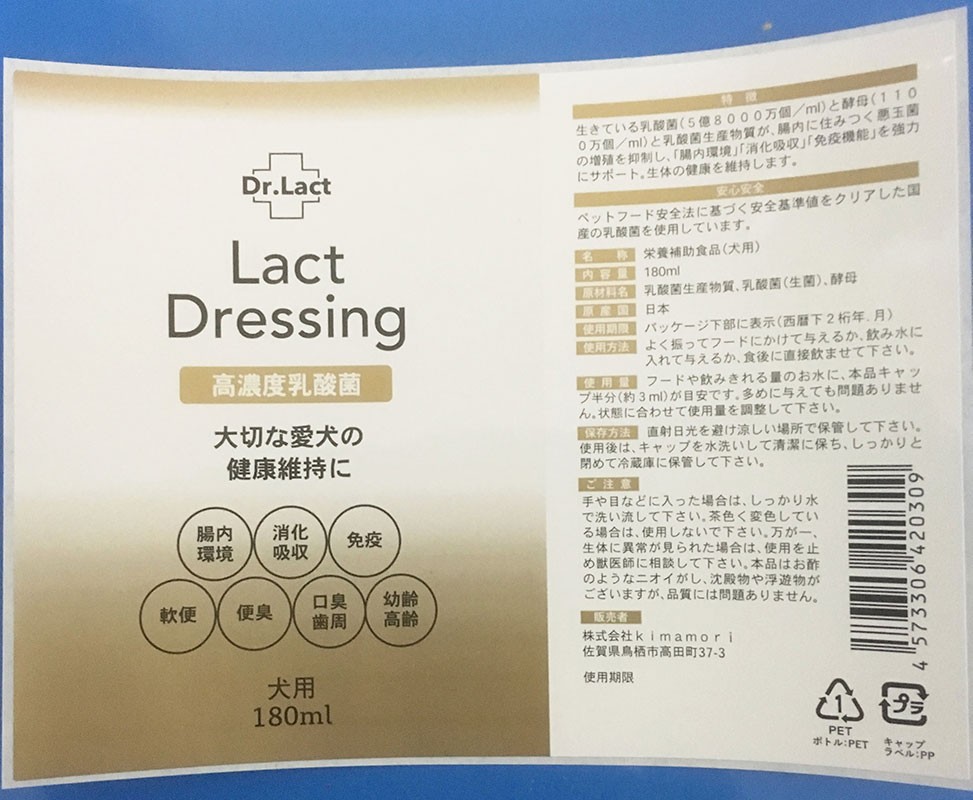 Dr.Lact
Lact
Dressing
高濃度乳酸菌
大切な愛犬の
健康維持に
腸内
環境
消化
吸収
免疫
軟便
便臭
口臭
歯周
幼齢
高齢
犬用
180ml
特 徴
生きている乳酸菌(5億8000万個/ml)と酵母(110
0万個/ml)と乳酸菌生産物質が、腸内に住みつく悪玉菌
の増殖を抑制し、「腸内環境」「消化吸収」「免疫機能」を強力
にサポート。生体の健康を維持します。
安心安全
ペットフード安全法に基づく安全基準値をクリアした国
産の乳酸菌を使用しています。
名 称 栄養補助食品(犬用)
内容量 180ml
原材料名 乳酸菌生産物質、乳酸菌(生菌)、酵母
原産国 日本
使用期限 パッケージ下部に表示(西暦下2桁年.月)
使用方法 よく振ってフードにかけて与えるか、飲み水に
入れて与えるか、食後に直接飲ませて下さい。
使用量 フードや飲みきれる量のお水に、本品キャッ
プ半分(約3ml)が目安です。多めに与えても問題ありませ
ん。状態に合わせて使用量を調整して下さい。
保存方法 直射日光を避け涼しい場所で保管して下さい。
使用後は、キャップを水洗いして清潔に保ち、しっかりと
閉めて冷蔵庫に保管して下さい。
ご注意
手や目などに入った場合は、しっかり水
で洗い流して下さい。茶色く変色してい
る場合は、使用しないで下さい。万が一、
生体に異常が見られた場合は、使用を止
め獣医師に相談して下さい。本品はお酢
のようなニオイがし、沈殿物や浮遊物が
ございますが、品質には問題ありません。
販売者
株式会社kimamori
佐賀県鳥栖市高田町37-3
使用期限
4573306420309
1
PET
ボトル:PET
プラ
キャップ
ラベル:PP